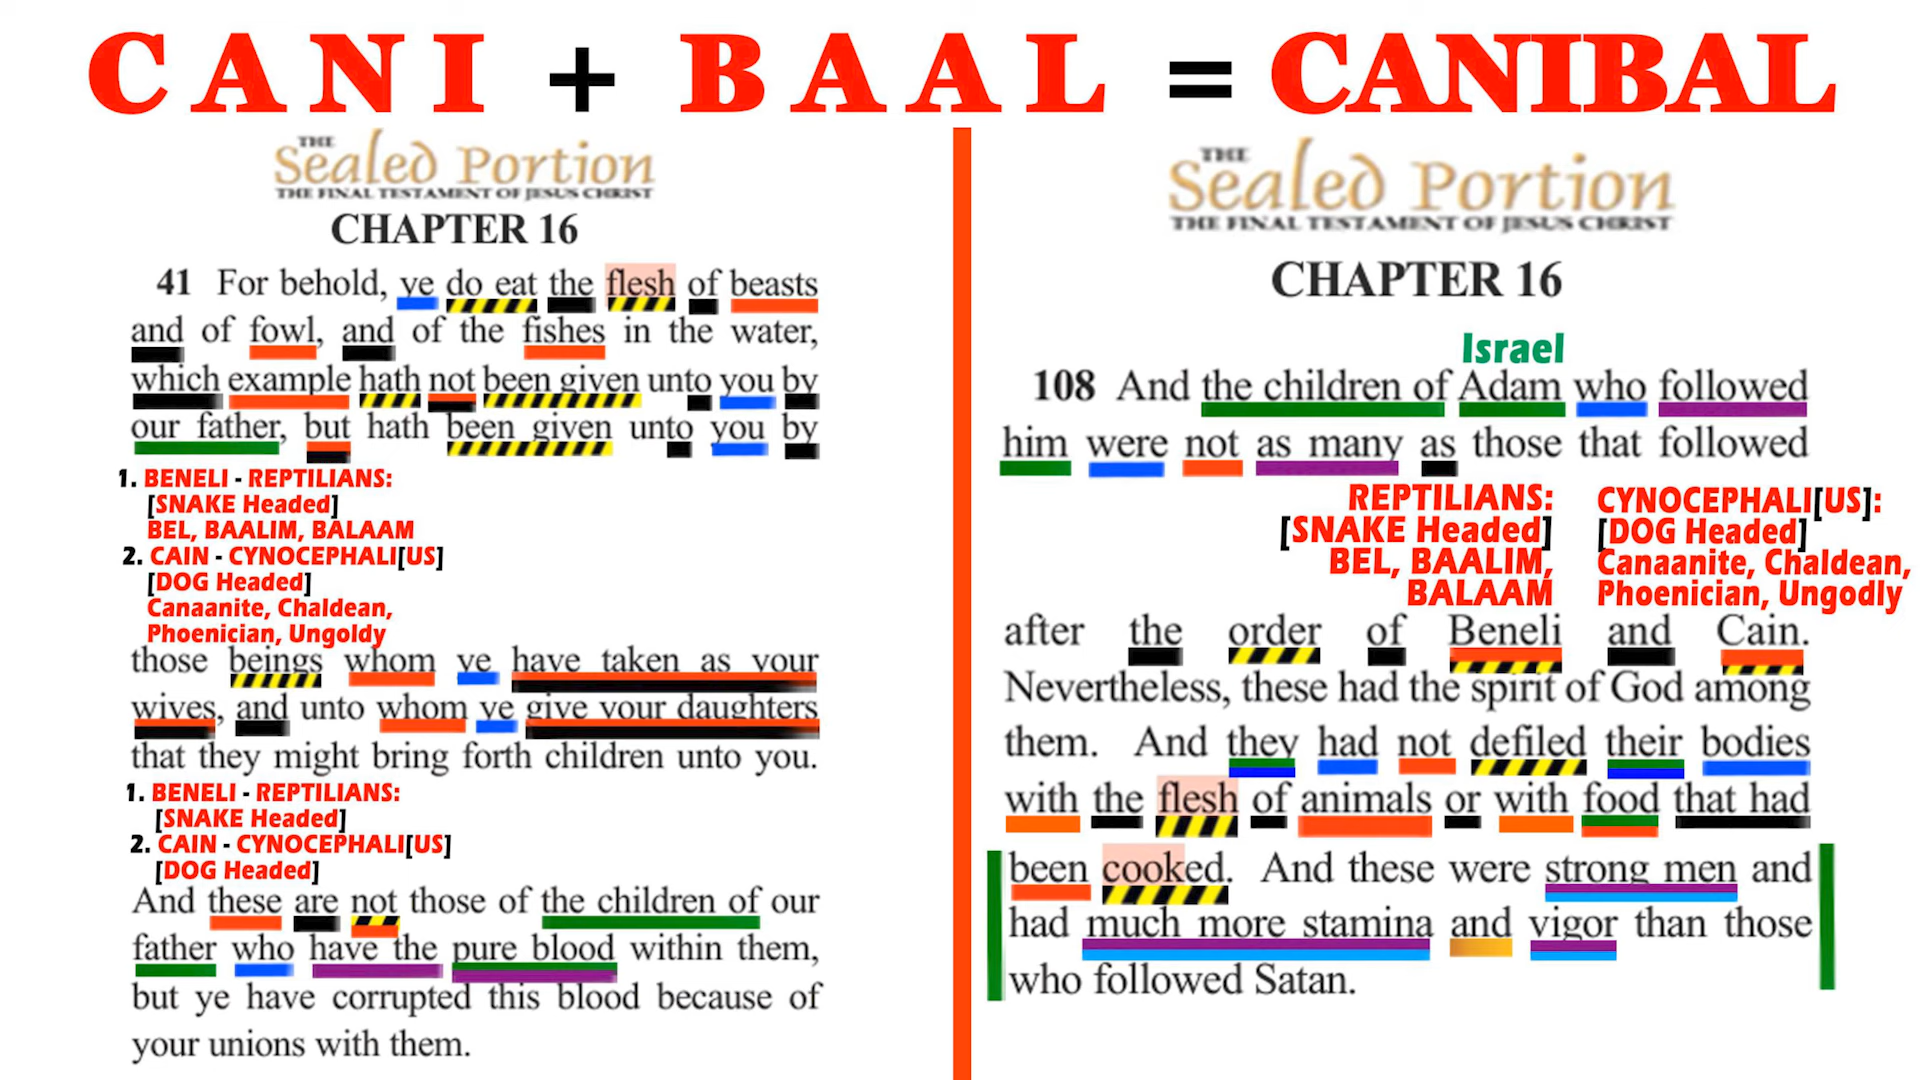 CANI + BAAL = CANIBAL
THE
Sealed Portion
THE FINAL TESTAMENT OF JESUS CHRIST
CHAPTER 16
41 For behold, ye do eat the flesh of beasts
and of fowl, and of the fishes in the water,
which example hath not been given unto you by
our father, but hath been given unto you by
1. BENELI - REPTILIANS:
[SNAKE Headed]
BEL, BAALIM, BALAAM
2. CAIN - CYNOCEPHALI[US]
[DOG Headed]
Canaanite, Chaldean,
Phoenician, Ungoldy
those beings whom ye have taken as your
wives, and unto whom ye give your daughters
that they might bring forth children unto you.
1. BENELI - REPTILIANS:
[SNAKE Headed]
2. CAIN - CYNOCEPHALI[US]
[DOG Headed]
And these are not those of the children of our
father who have the pure blood within them,
but ye have corrupted this blood because of
your unions with them.
THE
Sealed Portion
THE FINAL TESTAMENT OF JESUS CHRIST
CHAPTER 16
Israel
108 And the children of Adam who followed
him were not as many as those that followed
REPTILIANS:
[SNAKE Headed]
BEL, BAALIM,
BALAAM
CYNOCEPHALI[US]:
[DOG Headed]
Canaanite, Chaldean,
Phoenician, Ungodly
after the order of Beneli and Cain.
Nevertheless, these had the spirit of God among
them. And they had not defiled their bodies
with the flesh of animals or with food that had
been cooked. And these were strong men and
had much more stamina and vigor than those
who followed Satan.